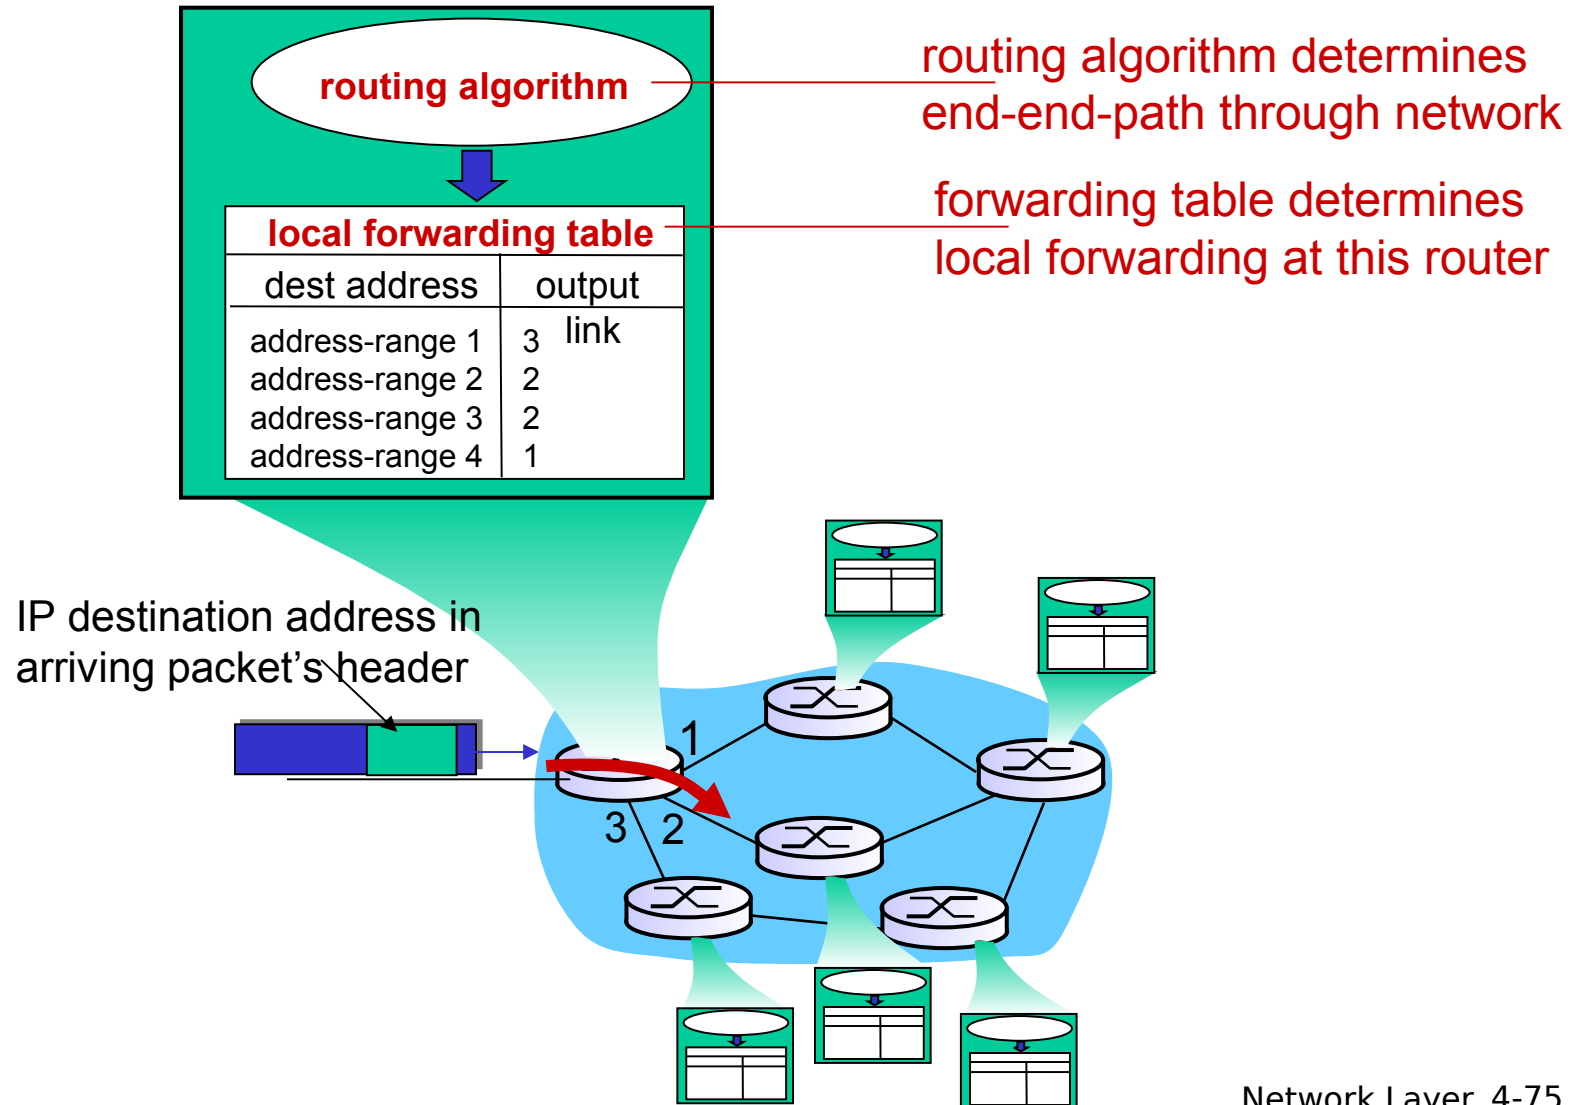 routing algorithm
routing algorithm determines
end-end-path through network
forwarding table determines
local forwarding at this router
local forwarding table
dest address output
link
address-range 1 3
address-range 2 2
address-range 3 2
address-range 4 1
IP destination address in
arriving packet's header
1
3 2
Network Layer 4-75